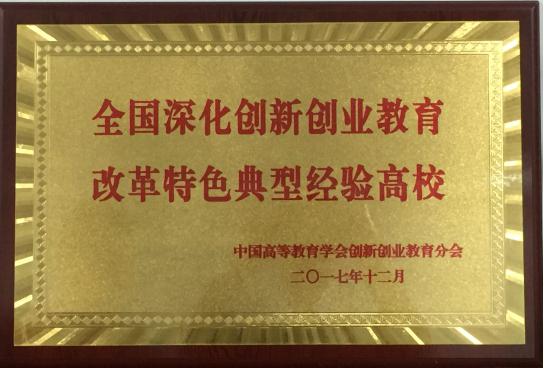 全国深化创新创业教育
改革特色典型经验高校
中国高等教育学会创新创业教育分会
二〇一七年十二月